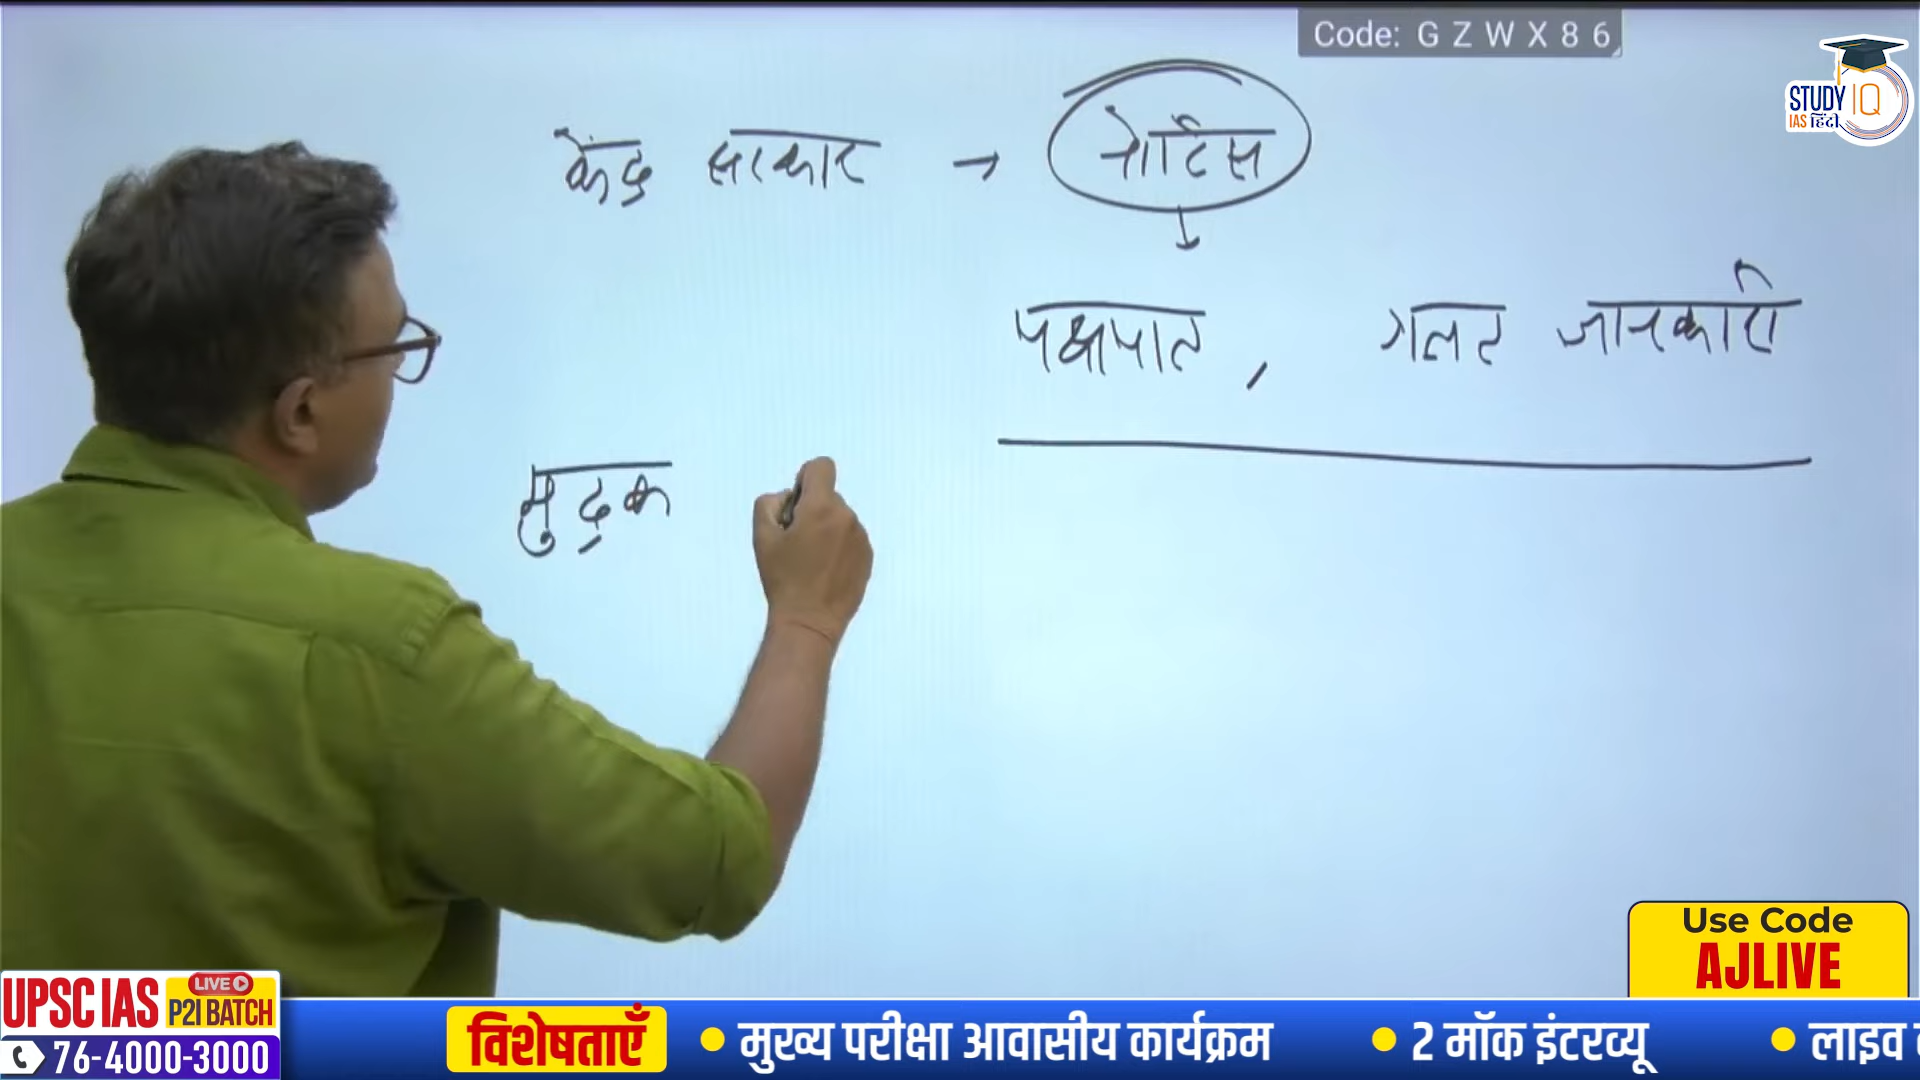 Code: G Z W X 8 6
STUDY IQ
IAS हिंदी
केंद्र सरकार → नोटिस
पक्षपात, गलत जानकारी
मुद्रक
Use Code
AJLIVE
UPSC IAS LIVE P2I BATCH
76-4000-3000
विशेषताएँ • मुख्य परीक्षा आवासीय कार्यक्रम • 2 मॉक इंटरव्यू • लाइव